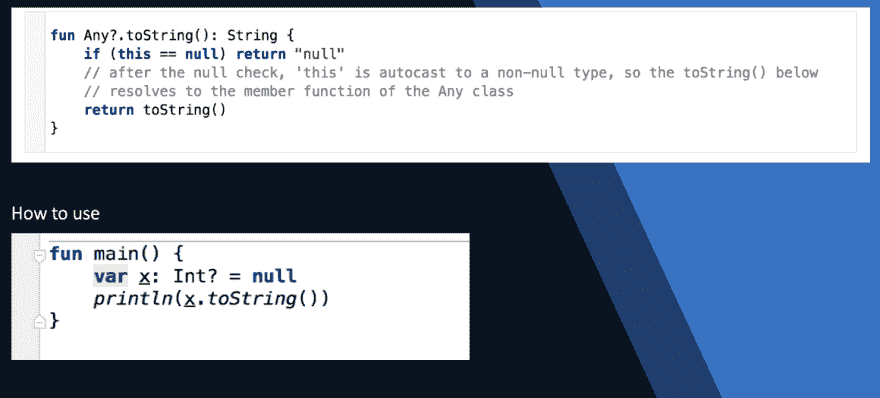 fun Any?.toString(): String {
    if (this == null) return "null"
    // after the null check, 'this' is autocast to a non-null type, so the toString() below
    // resolves to the member function of the Any class
    return toString()
}
How to use
fun main() {
    var x: Int? = null
    println(x.toString())
}